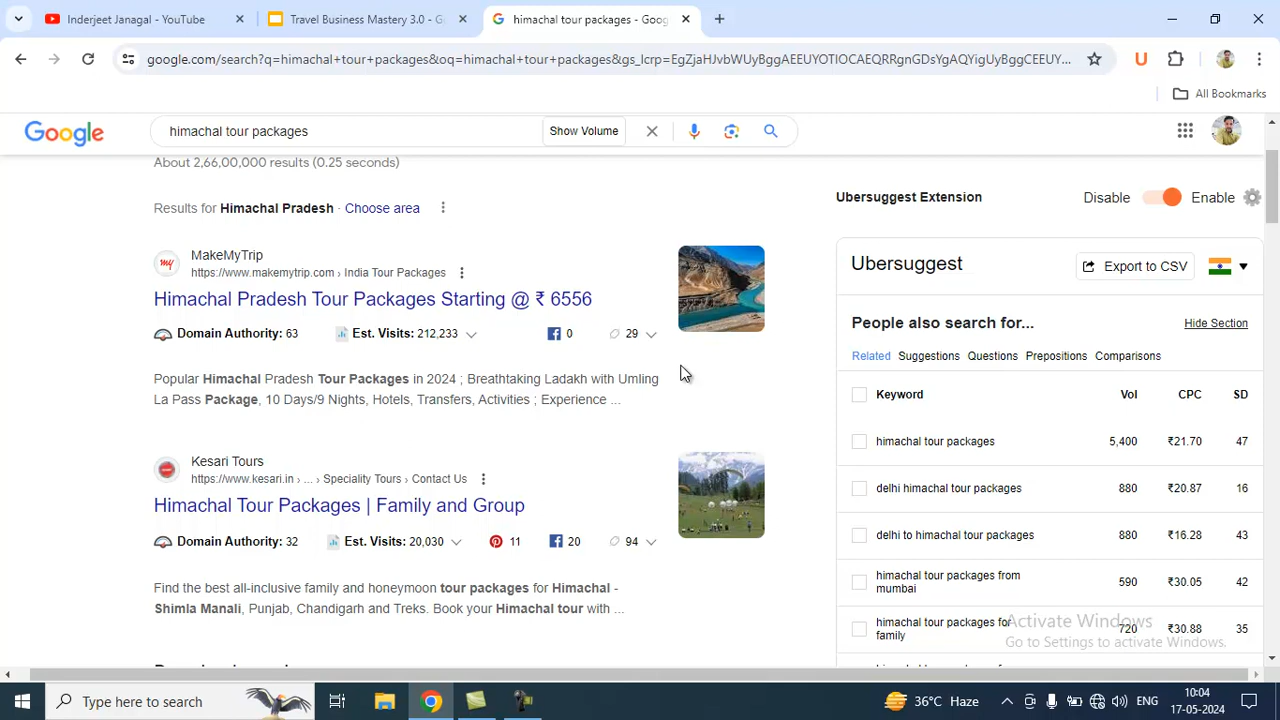 Inderjeet Janagal - YouTube
Travel Business Mastery 3.0 - G
himachal tour packages - Goog
google.com/search?q=himachal+tour+packages&oq=himachal+tour+packages&gs_lcrp=EgZjaHJvbWUyBggAEEUYOTIOCAEQRRgnGDsYgAQYigUyBggCEEUY...
U
All Bookmarks
Google
himachal tour packages
Show Volume
About 2,66,00,000 results (0.25 seconds)
Results for Himachal Pradesh · Choose area
my
MakeMyTrip
https://www.makemytrip.com › India Tour Packages
Himachal Pradesh Tour Packages Starting @ ₹ 6556
Domain Authority: 63 Est. Visits: 212,233 0 29
Popular Himachal Pradesh Tour Packages in 2024 ; Breathtaking Ladakh with Umling
La Pass Package, 10 Days/9 Nights, Hotels, Transfers, Activities ; Experience ...
Kesari Tours
https://www.kesari.in › ... › Speciality Tours › Contact Us
Himachal Tour Packages | Family and Group
Domain Authority: 32 Est. Visits: 20,030 11 20 94
Find the best all-inclusive family and honeymoon tour packages for Himachal -
Shimla Manali, Punjab, Chandigarh and Treks. Book your Himachal tour with ...
Ubersuggest Extension Disable Enable
Ubersuggest
Export to CSV
People also search for...
Hide Section
Related Suggestions Questions Prepositions Comparisons
Keyword Vol CPC SD
himachal tour packages 5,400 ₹21.70 47
delhi himachal tour packages 880 ₹20.87 16
delhi to himachal tour packages 880 ₹16.28 43
himachal tour packages from
mumbai
590 ₹30.05 42
himachal tour packages for
family
720 ₹30.88 35
Activate Windows
Go to Settings to activate Windows.
Type here to search
36°C Haze
ENG
10:04
17-05-2024